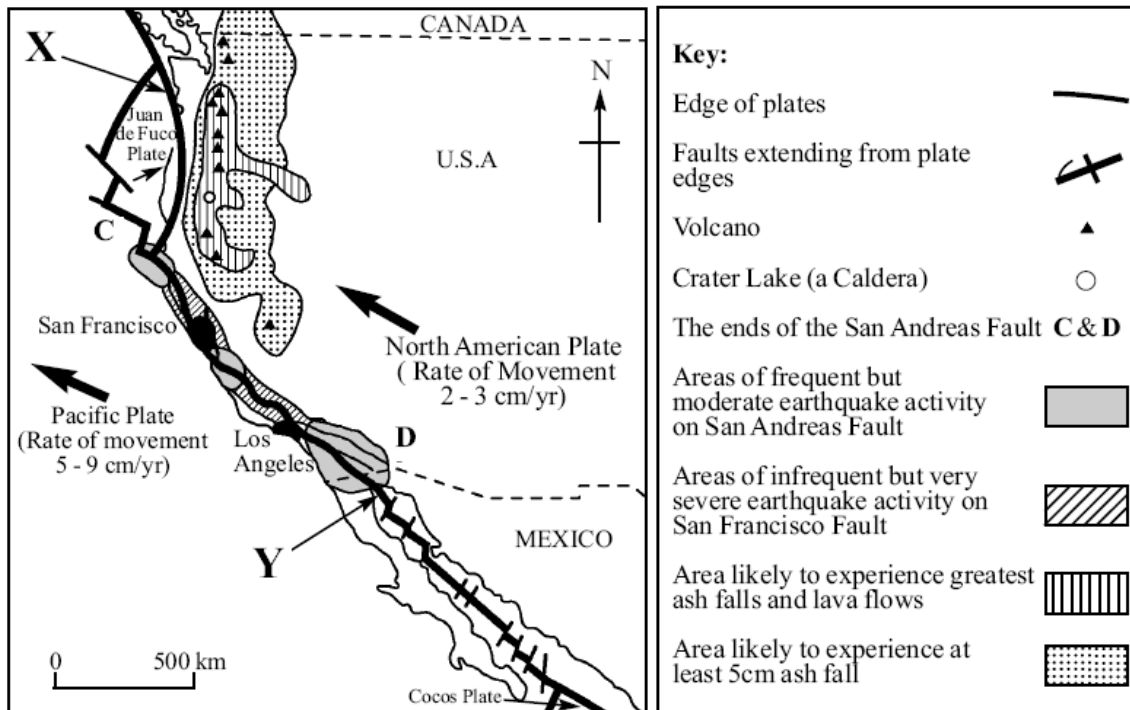 CANADA
X
N
Juan
de Fuco
Plate
U.S.A
C
San Francisco
North American Plate
( Rate of Movement
2 - 3 cm/yr)
Pacific Plate
(Rate of movement
5 - 9 cm/yr)
Los
Angeles
D
Y
MEXICO
0 500 km
Cocos Plate
Key:
Edge of plates
Faults extending from plate
edges
Volcano
Crater Lake (a Caldera)
The ends of the San Andreas Fault C & D
Areas of frequent but
moderate earthquake activity
on San Andreas Fault
Areas of infrequent but very
severe earthquake activity on
San Francisco Fault
Area likely to experience greatest
ash falls and lava flows
Area likely to experience at
least 5cm ash fall